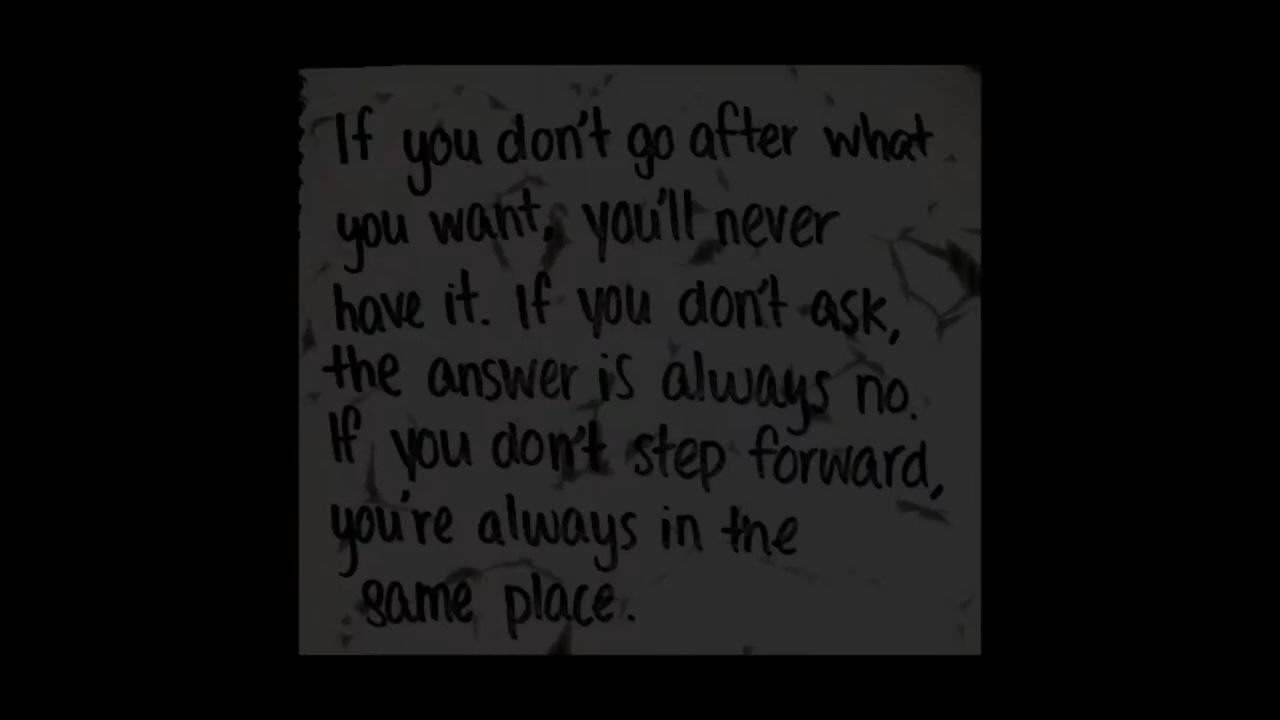 If you don't go after what
you want, you'll never
have it. If you don't ask,
the answer is always no.
If you don't step forward,
you're always in the
same place.